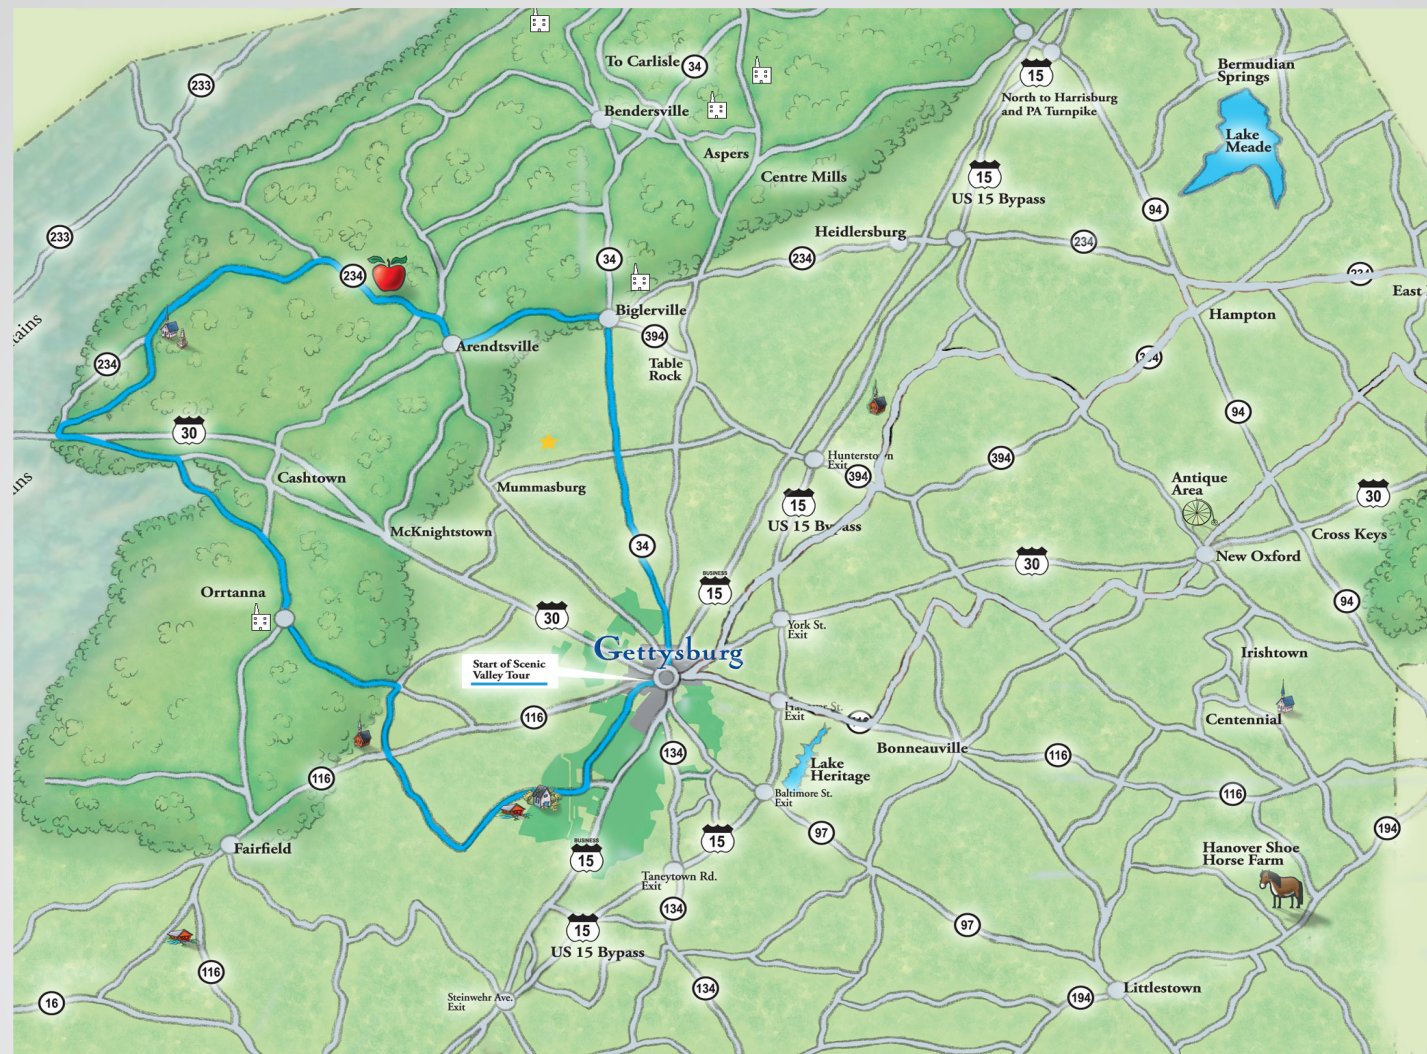 To Carlisle
34
233
15
North to Harrisburg
and PA Turnpike
Bermudian
Springs
Lake
Meade
Bendersville
Aspers
Centre Mills
15
US 15 Bypass
94
233
Heidlersburg
234
234
34
234
East
Biglerville
Hampton
394
Table
Rock
Arendtsville
234
tains
30
94
Cashtown
Mummasburg
Hunterstown
Exit
394
394
15
US 15 Bypass
Antique
Area
30
Cross Keys
McKnightstown
34
30
New Oxford
Orrtanna
BUSINESS
15
94
30
York St.
Exit
Gettysburg
Start of Scenic
Valley Tour
Irishtown
Centennial
116
Exit
Bonneauville
116
134
Lake
Heritage
116
Baltimore St.
Exit
116
97
15
194
Fairfield
BUSINESS
15
Hanover Shoe
Horse Farm
Taneytown Rd.
Exit
134
15
US 15 Bypass
97
116
16
Steinwehr Ave.
Exit
134
194
Littlestown